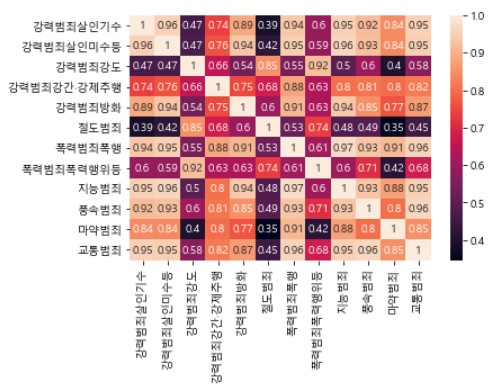 강력범죄살인기수 1 0.96 0.47 0.74 0.89 0.39 0.94 0.6 0.95 0.92 0.84 0.95
강력범죄살인미수등 0.96 1 0.47 0.76 0.94 0.42 0.95 0.59 0.96 0.93 0.84 0.95
강력범죄강도 0.47 0.47 1 0.66 0.54 0.85 0.55 0.92 0.5 0.6 0.4 0.58
강력범죄강간·강제추행 0.74 0.76 0.66 1 0.75 0.68 0.88 0.63 0.8 0.81 0.8 0.82
강력범죄방화 0.89 0.94 0.54 0.75 1 0.6 0.91 0.63 0.94 0.85 0.77 0.87
절도범죄 0.39 0.42 0.85 0.68 0.6 1 0.53 0.74 0.48 0.49 0.35 0.45
폭력범죄폭행 0.94 0.95 0.55 0.88 0.91 0.53 1 0.61 0.97 0.93 0.91 0.96
폭력범죄폭력행위등 0.6 0.59 0.92 0.63 0.63 0.74 0.61 1 0.6 0.71 0.42 0.68
지능범죄 0.95 0.96 0.5 0.8 0.94 0.48 0.97 0.6 1 0.93 0.88 0.95
풍속범죄 0.92 0.93 0.6 0.81 0.85 0.49 0.93 0.71 0.93 1 0.8 0.96
마약범죄 0.84 0.84 0.4 0.8 0.77 0.35 0.91 0.42 0.88 0.8 1 0.85
교통범죄 0.95 0.95 0.58 0.82 0.87 0.45 0.96 0.68 0.95 0.96 0.85 1
강력범죄살인기수
강력범죄살인미수등
강력범죄강도
강력범죄강간·강제추행
강력범죄방화
절도범죄
폭력범죄폭행
폭력범죄폭력행위등
지능범죄
풍속범죄
마약범죄
교통범죄
1.0
0.9
0.8
0.7
0.6
0.5
0.4